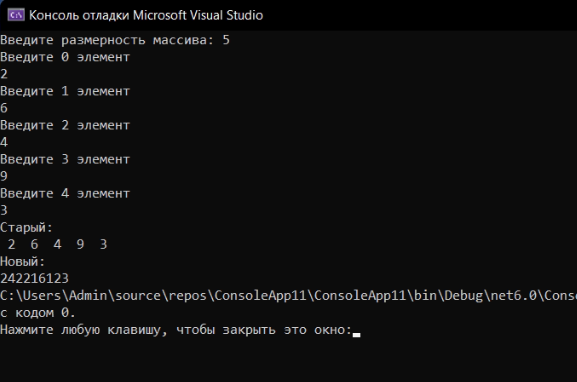 Консоль отладки Microsoft Visual Studio
Введите размерность массива: 5
Введите 0 элемент
2
Введите 1 элемент
6
Введите 2 элемент
4
Введите 3 элемент
9
Введите 4 элемент
3
Старый:
2 6 4 9 3
Новый:
242216123
C:\Users\Admin\source\repos\ConsoleApp11\ConsoleApp11\bin\Debug\net6.0\Conso
с кодом 0.
Нажмите любую клавишу, чтобы закрыть это окно: